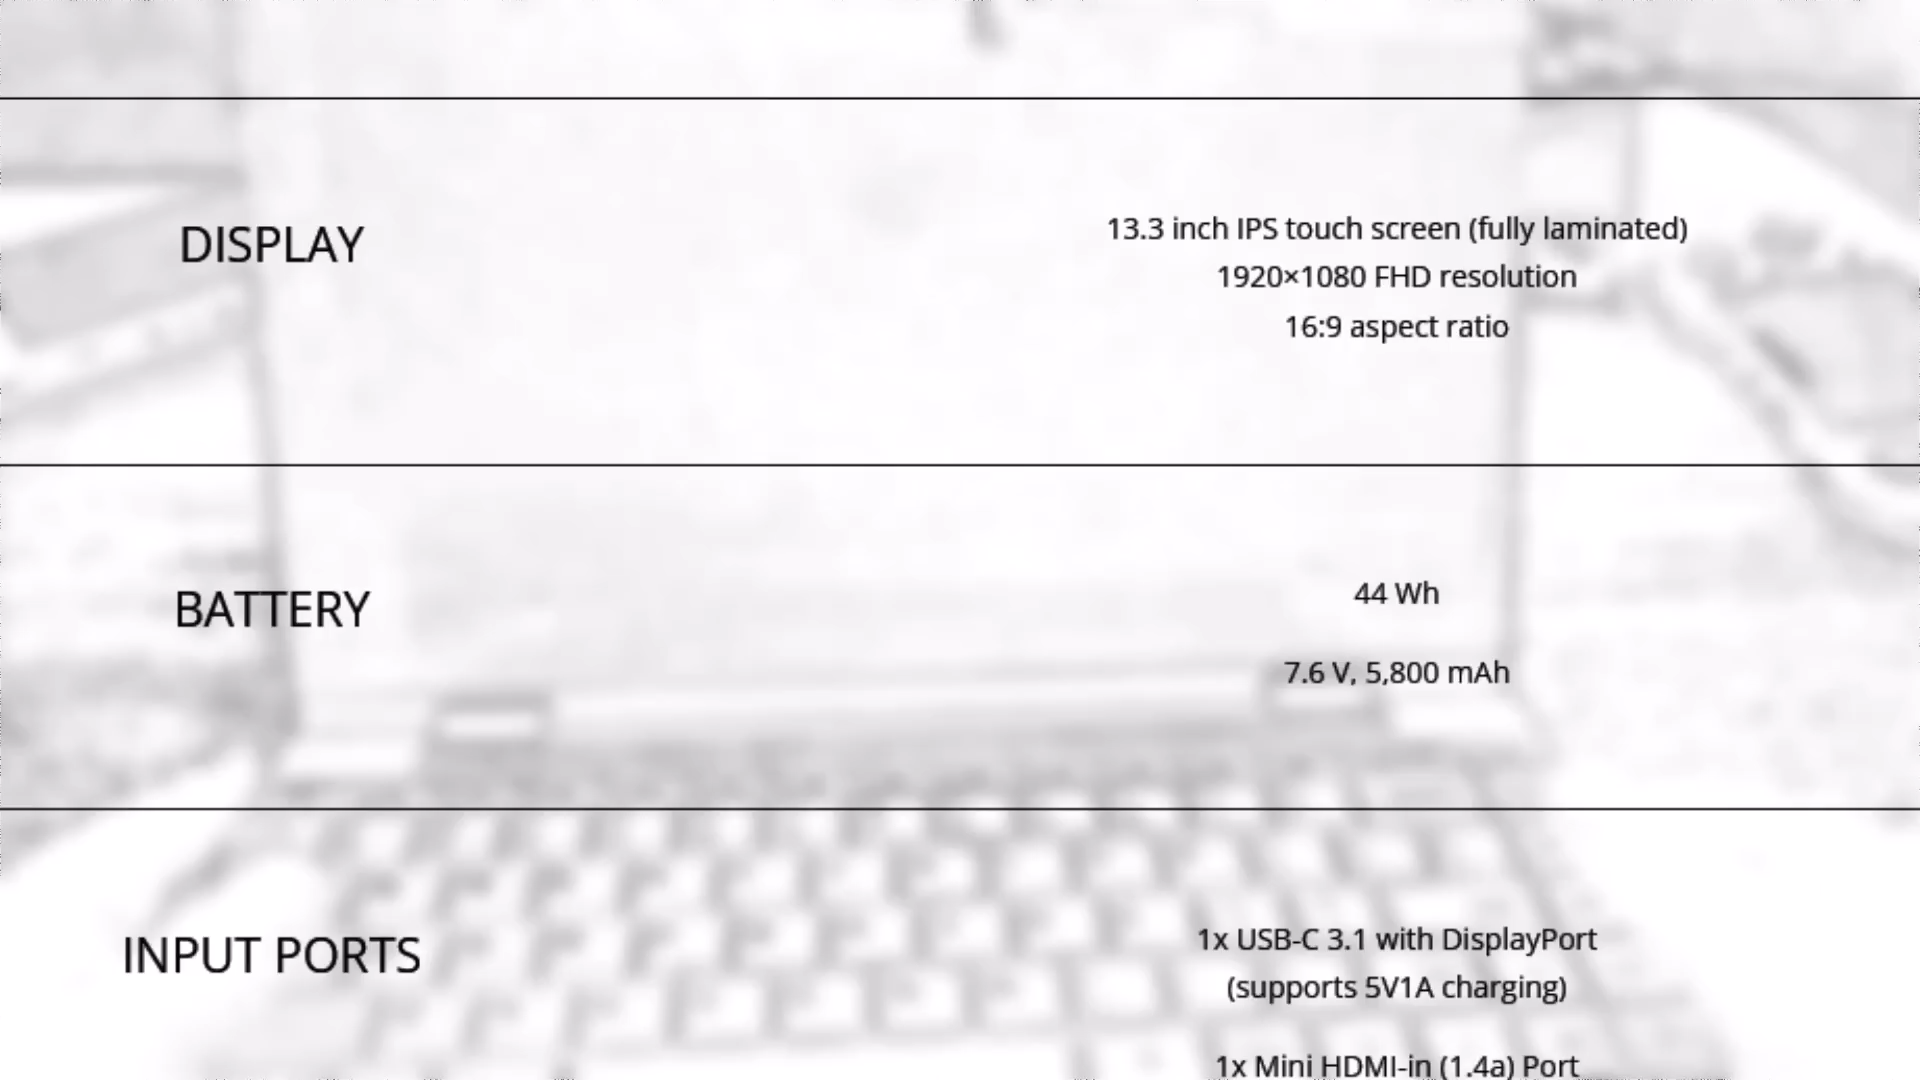 DISPLAY
13.3 inch IPS touch screen (fully laminated)
1920×1080 FHD resolution
16:9 aspect ratio
BATTERY
44 Wh
7.6 V, 5,800 mAh
INPUT PORTS
1x USB-C 3.1 with DisplayPort
(supports 5V1A charging)
1x Mini HDMI-in (1.4a) Port